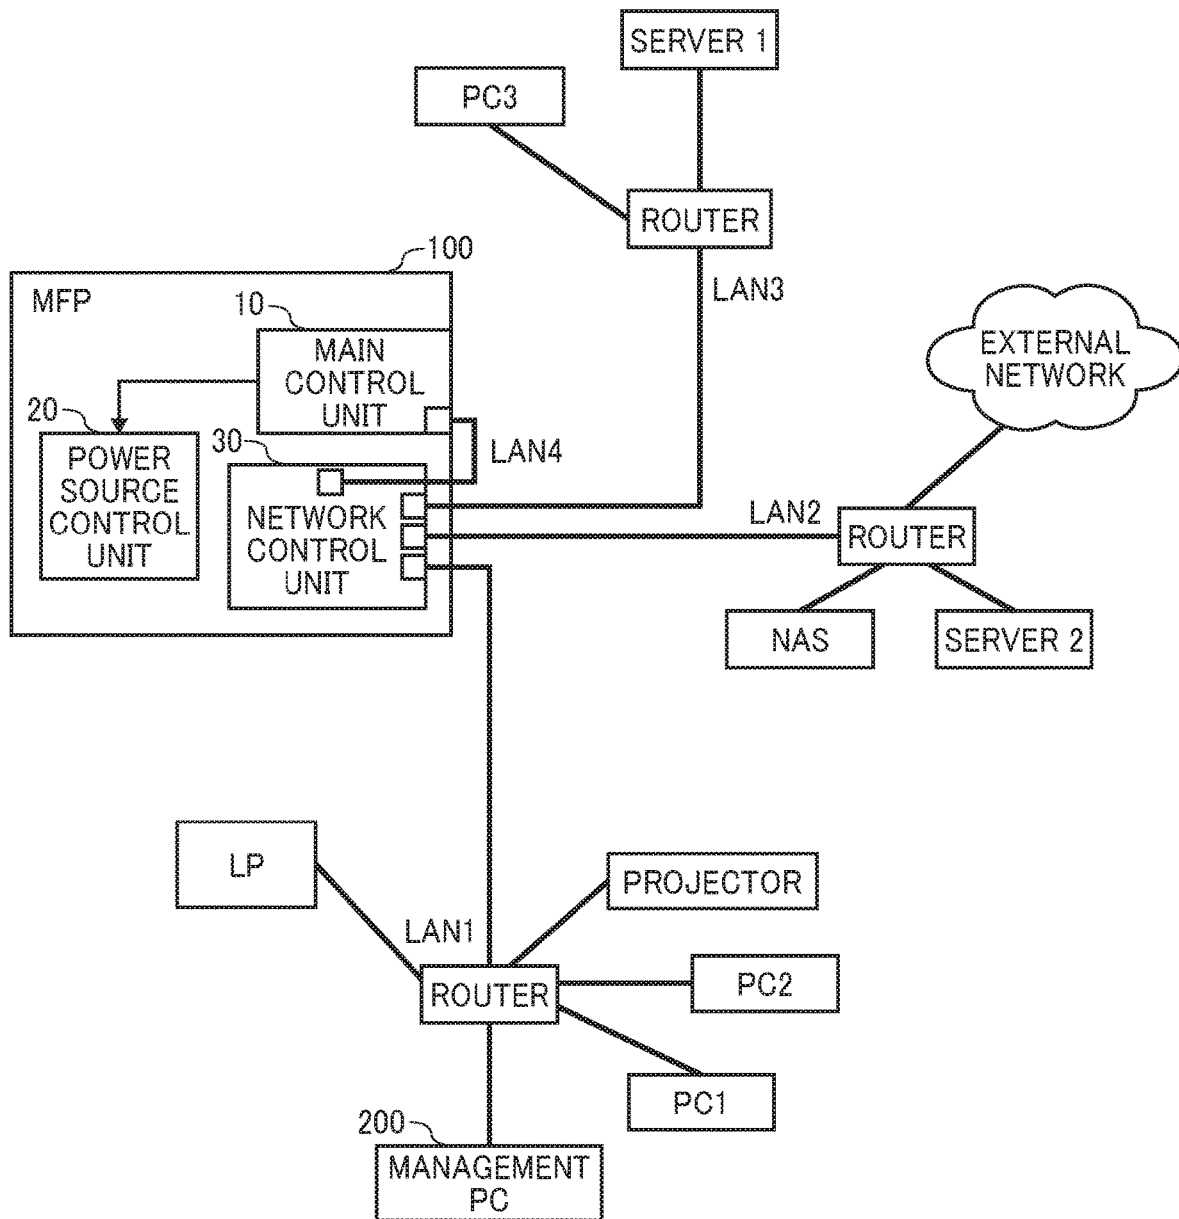 SERVER 1
PC3
ROUTER
100
LAN3
MFP
10
MAIN
CONTROL
UNIT
EXTERNAL
NETWORK
20
POWER
SOURCE
CONTROL
UNIT
30
LAN4
NETWORK
CONTROL
UNIT
LAN2
ROUTER
NAS
SERVER 2
LP
PROJECTOR
LAN1
ROUTER
PC2
PC1
200
MANAGEMENT
PC